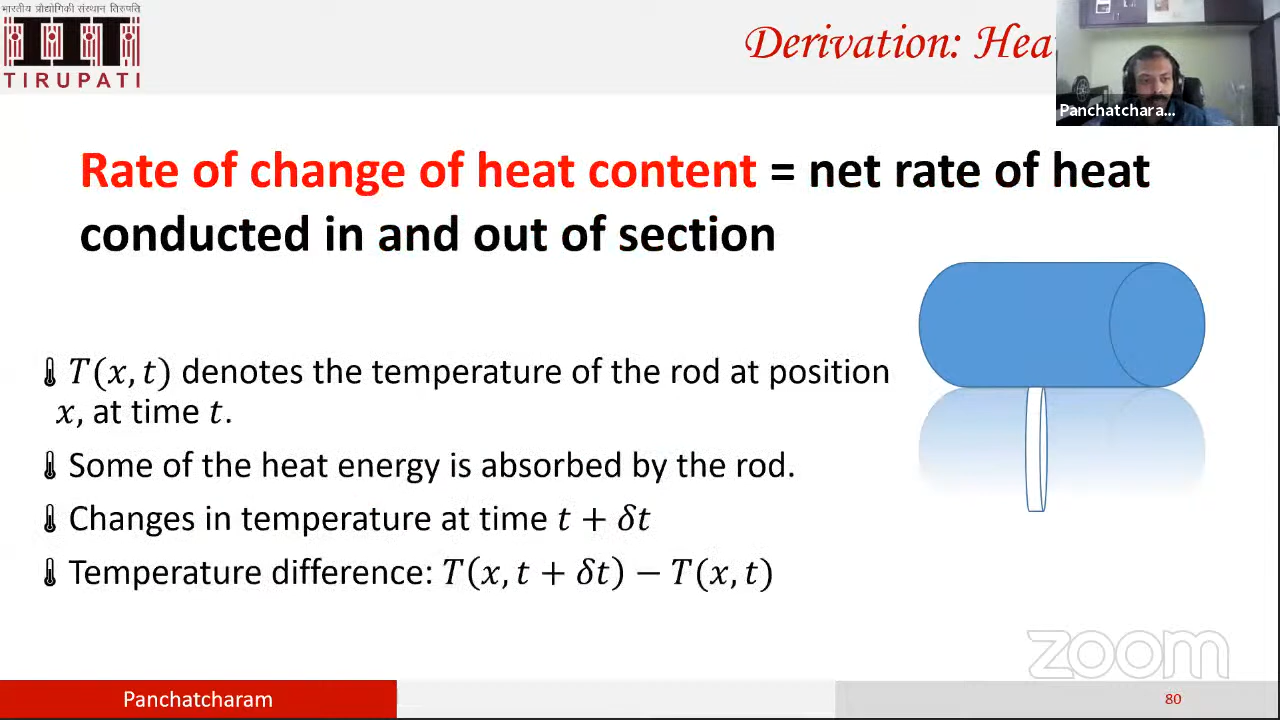 भारतीय प्रौद्योगिकी संस्थान तिरुपति
TIRUPATI
Derivation: Hea
Panchatchara...
Rate of change of heat content = net rate of heat
conducted in and out of section
T(x, t) denotes the temperature of the rod at position
x, at time t.
Some of the heat energy is absorbed by the rod.
Changes in temperature at time t + δt
Temperature difference: T(x, t + δt) − T(x, t)
zoom
Panchatcharam
80